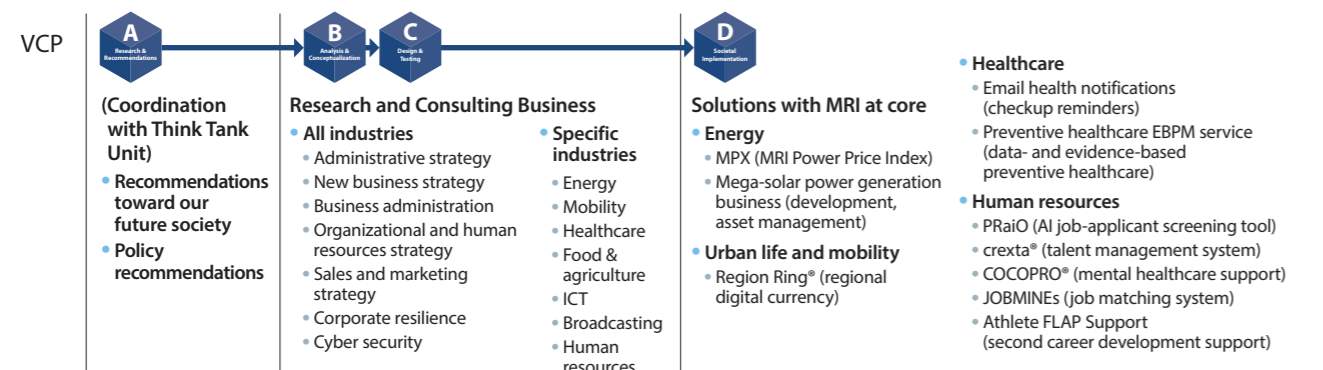 VCP
A
Research &
Recommendations
(Coordination
with Think Tank
Unit)
• Recommendations
toward our
future society
• Policy
recommendations
B
Analysis &
Conceptualization
C
Design &
Testing
Research and Consulting Business
• All industries
• Administrative strategy
• New business strategy
• Business administration
• Organizational and human
resources strategy
• Sales and marketing
strategy
• Corporate resilience
• Cyber security
• Specific
industries
• Energy
• Mobility
• Healthcare
• Food &
agriculture
• ICT
• Broadcasting
• Human
resources
D
Societal
Implementation
Solutions with MRI at core
• Energy
• MPX (MRI Power Price Index)
• Mega-solar power generation
business (development,
asset management)
• Urban life and mobility
• Region Ring® (regional
digital currency)
• Healthcare
• Email health notifications
(checkup reminders)
• Preventive healthcare EBPM service
(data- and evidence-based
preventive healthcare)
• Human resources
• PRaiO (AI job-applicant screening tool)
• crexta® (talent management system)
• COCOPRO® (mental healthcare support)
• JOBMINEs (job matching system)
• Athlete FLAP Support
(second career development support)